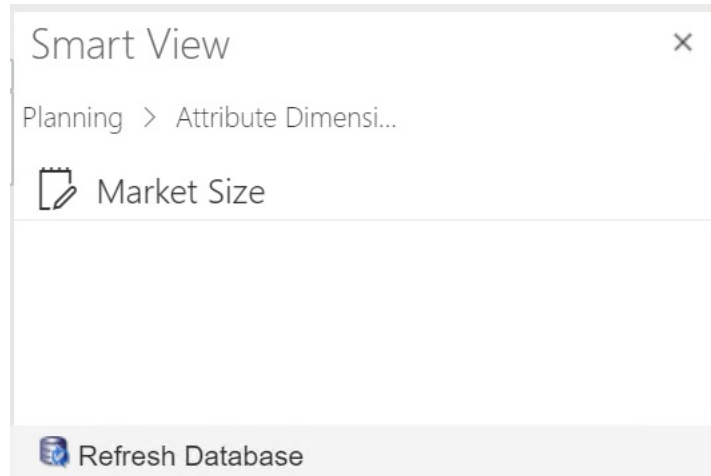 Smart View
Planning > Attribute Dimensi...
Market Size
Refresh Database